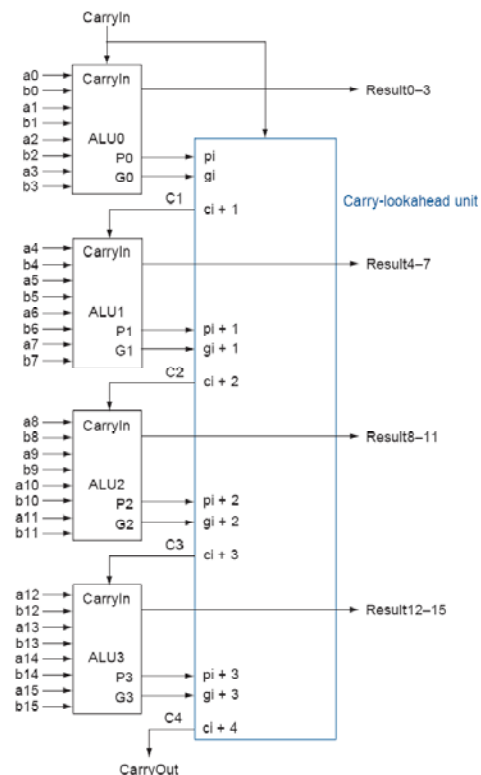 CarryIn
a0
CarryIn
b0
Result0–3
a1
b1
ALU0
a2
b2
P0
pi
a3
G0
gi
b3
Carry-lookahead unit
C1
ci + 1
a4
CarryIn
b4
Result4–7
a5
b5
ALU1
a6
b6
P1
pi + 1
a7
G1
gi + 1
b7
C2
ci + 2
a8
CarryIn
b8
Result8–11
a9
b9
ALU2
a10
b10
P2
pi + 2
a11
G2
gi + 2
b11
C3
ci + 3
a12
CarryIn
b12
Result12–15
a13
b13
ALU3
a14
b14
P3
pi + 3
a15
G3
gi + 3
b15
C4
ci + 4
CarryOut